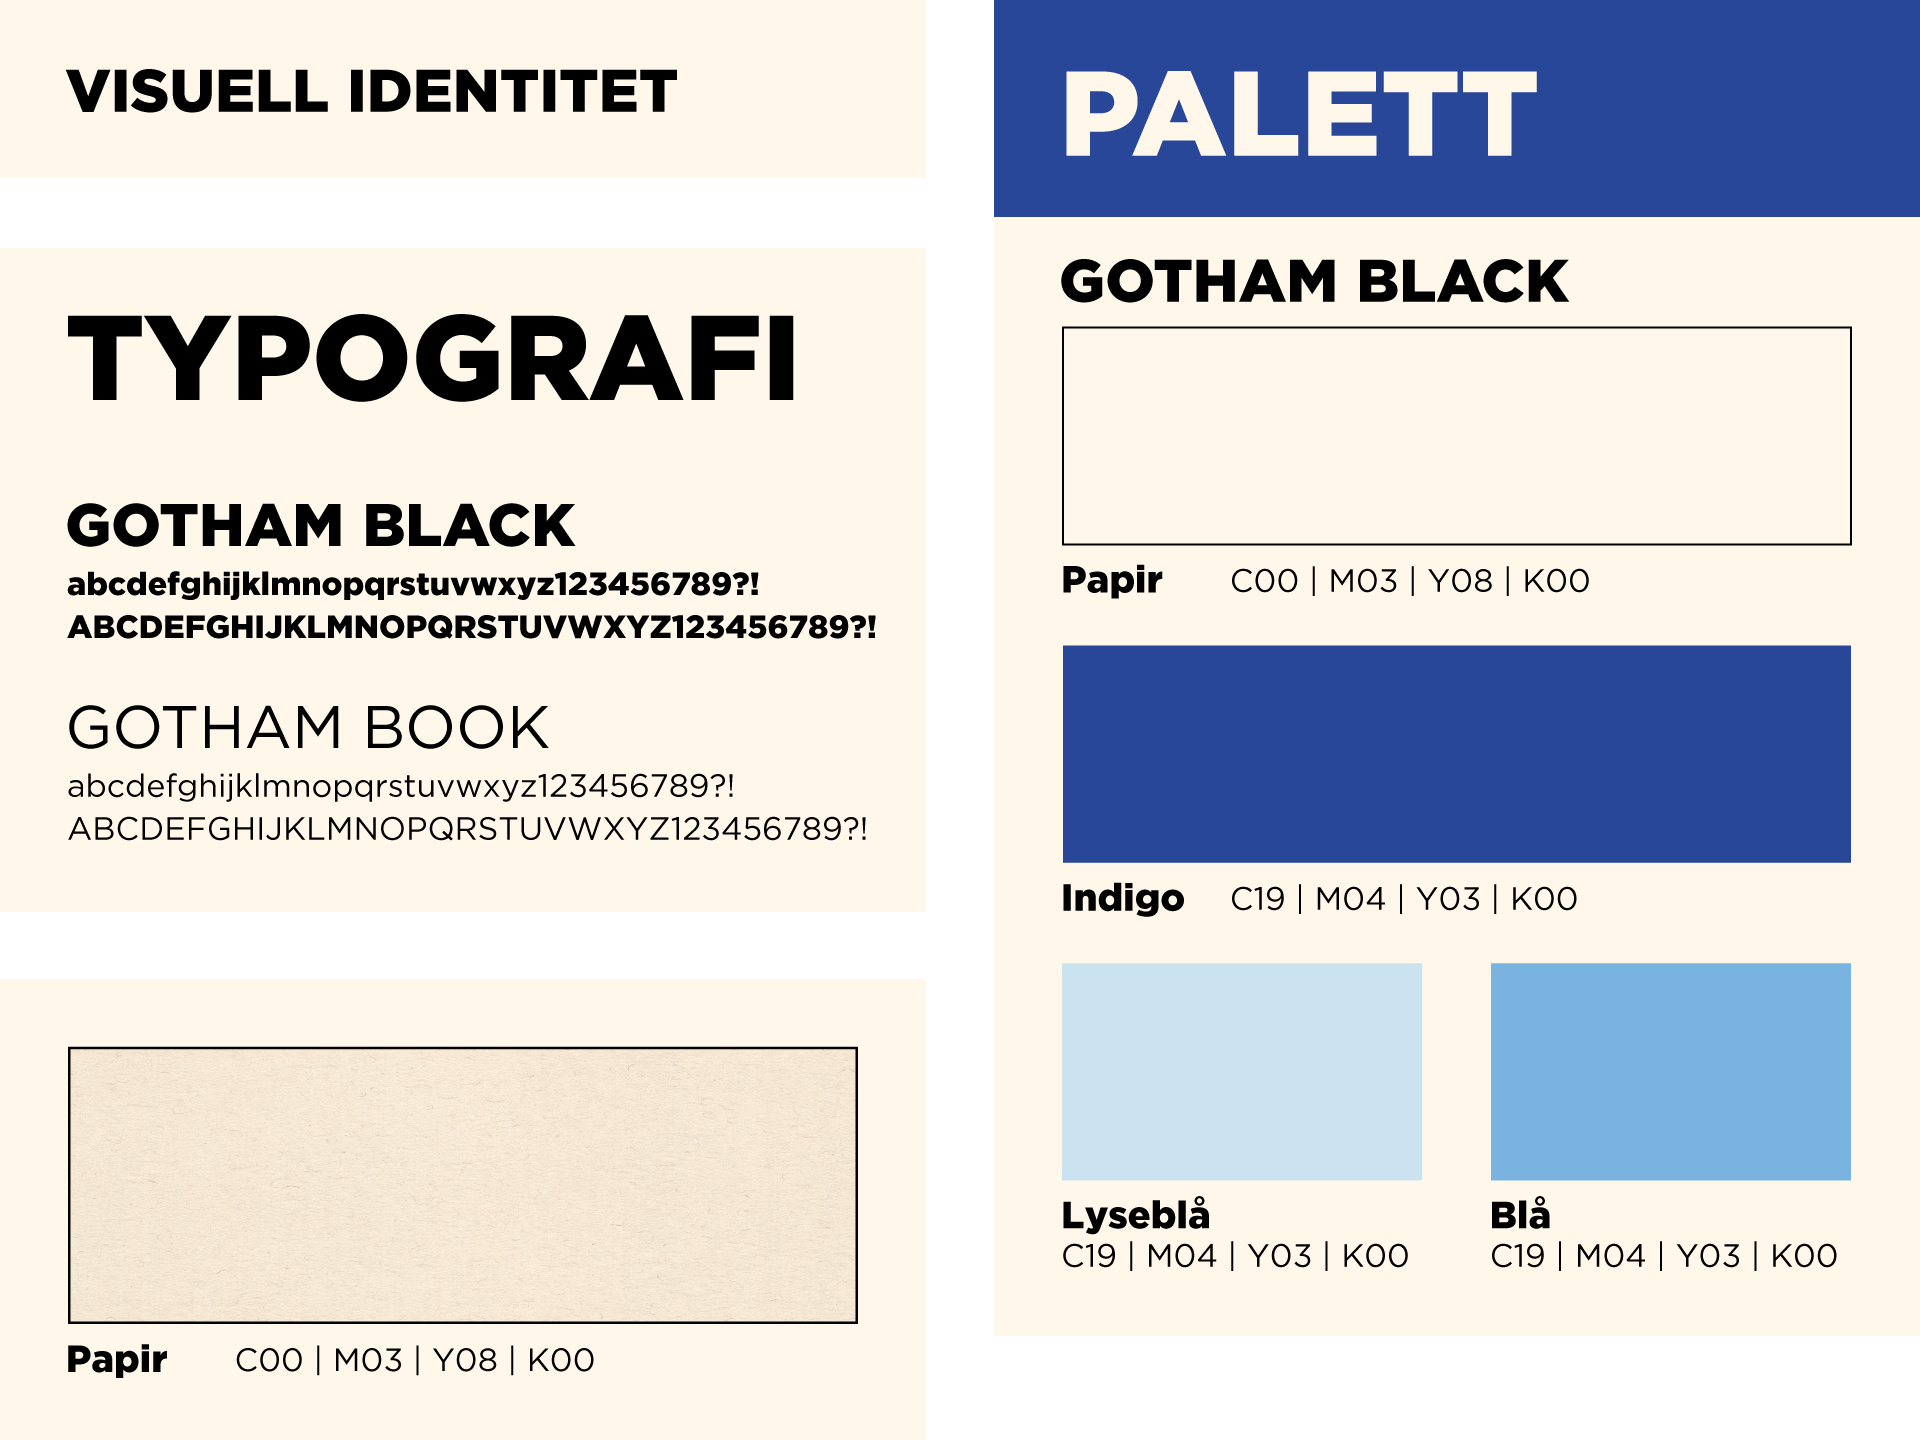 VISUELL IDENTITET
TYPOGRAFI
GOTHAM BLACK
abcdefghijklmnopqrstuvwxyz123456789?!
ABCDEFGHIJKLMNOPQRSTUVWXYZ123456789?!
GOTHAM BOOK
abcdefghijklmnopqrstuvwxyz123456789?!
ABCDEFGHIJKLMNOPQRSTUVWXYZ123456789?!
Papir C00 | M03 | Y08 | K00
PALETT
GOTHAM BLACK
Papir C00 | M03 | Y08 | K00
Indigo C19 | M04 | Y03 | K00
Lyseblå
C19 | M04 | Y03 | K00
Blå
C19 | M04 | Y03 | K00